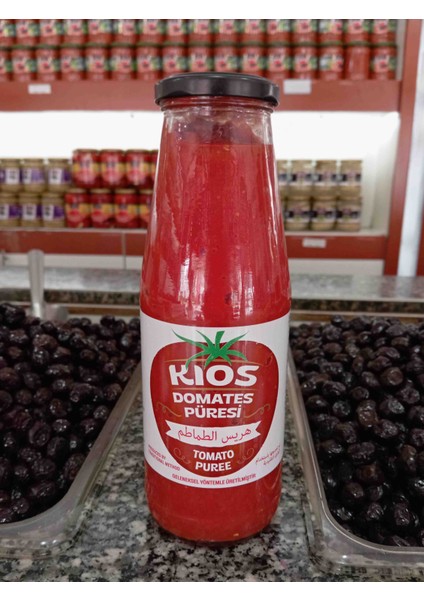 KIOS
DOMATES
PÜRESİ
هريس الطماطم
TOMATO
PUREE
GELENEKSEL YÖNTEMLE ÜRETİLMİŞTİR